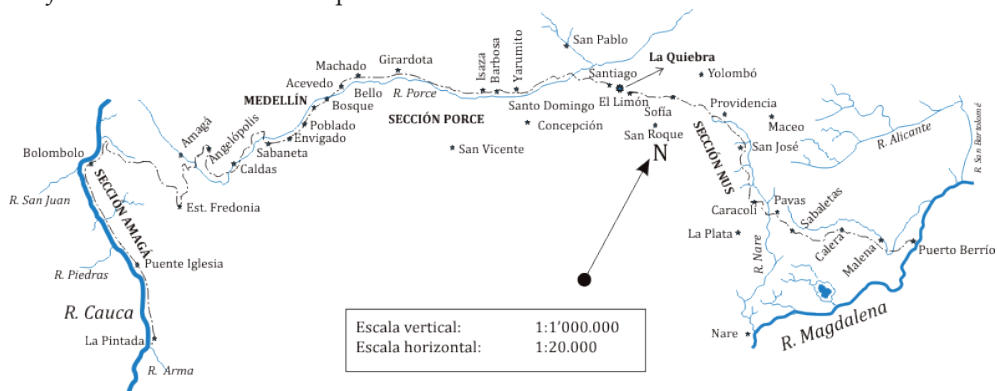 San Pablo
La Quiebra
Girardota
Isaza
Barbosa
Yarumito
Machado
Santiago
Yolombó
Acevedo
Bello
R. Porce
El Limón
MEDELLÍN
Bosque
Santo Domingo
Sofía
Providencia
SECCIÓN PORCE
Concepción
Poblado
San Roque
Maceo
R. Alicante
R. San Bartolomé
Amagá
Angelópolis
Envigado
Sabaneta
San Vicente
N
San José
Bolombolo
Caldas
SECCIÓN NUS
R. San Juan
SECCIÓN AMAGÁ
Est. Fredonia
Caracolí
Pavas
Sabaletas
La Plata
Calera
Malena
Puerto Berrío
R. Nare
Puente Iglesia
R. Piedras
R. Cauca
Escala vertical: 1:1'000.000
Escala horizontal: 1:20.000
La Pintada
Nare
R. Magdalena
R. Arma